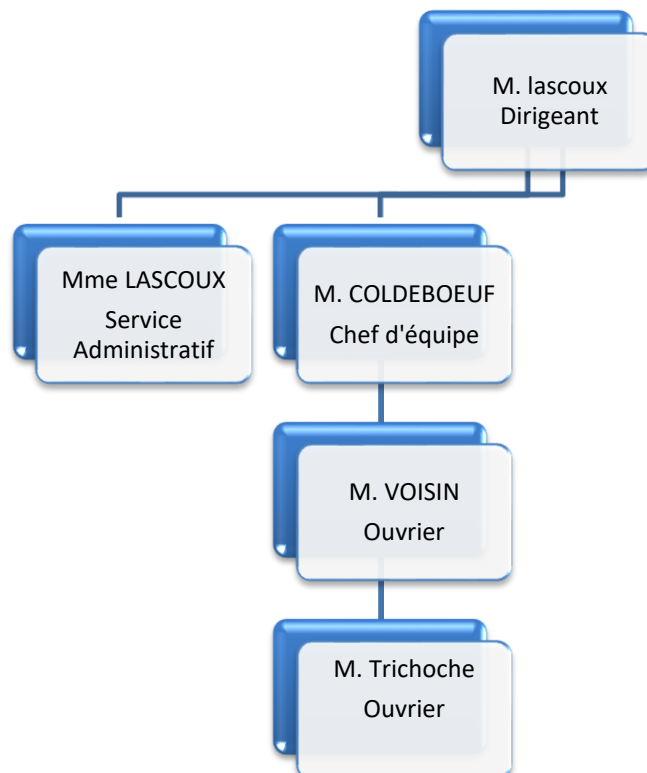 M. lascoux
Dirigeant
Mme LASCOUX
Service
Administratif
M. COLDEBOEUF
Chef d'équipe
M. VOISIN
Ouvrier
M. Trichoche
Ouvrier